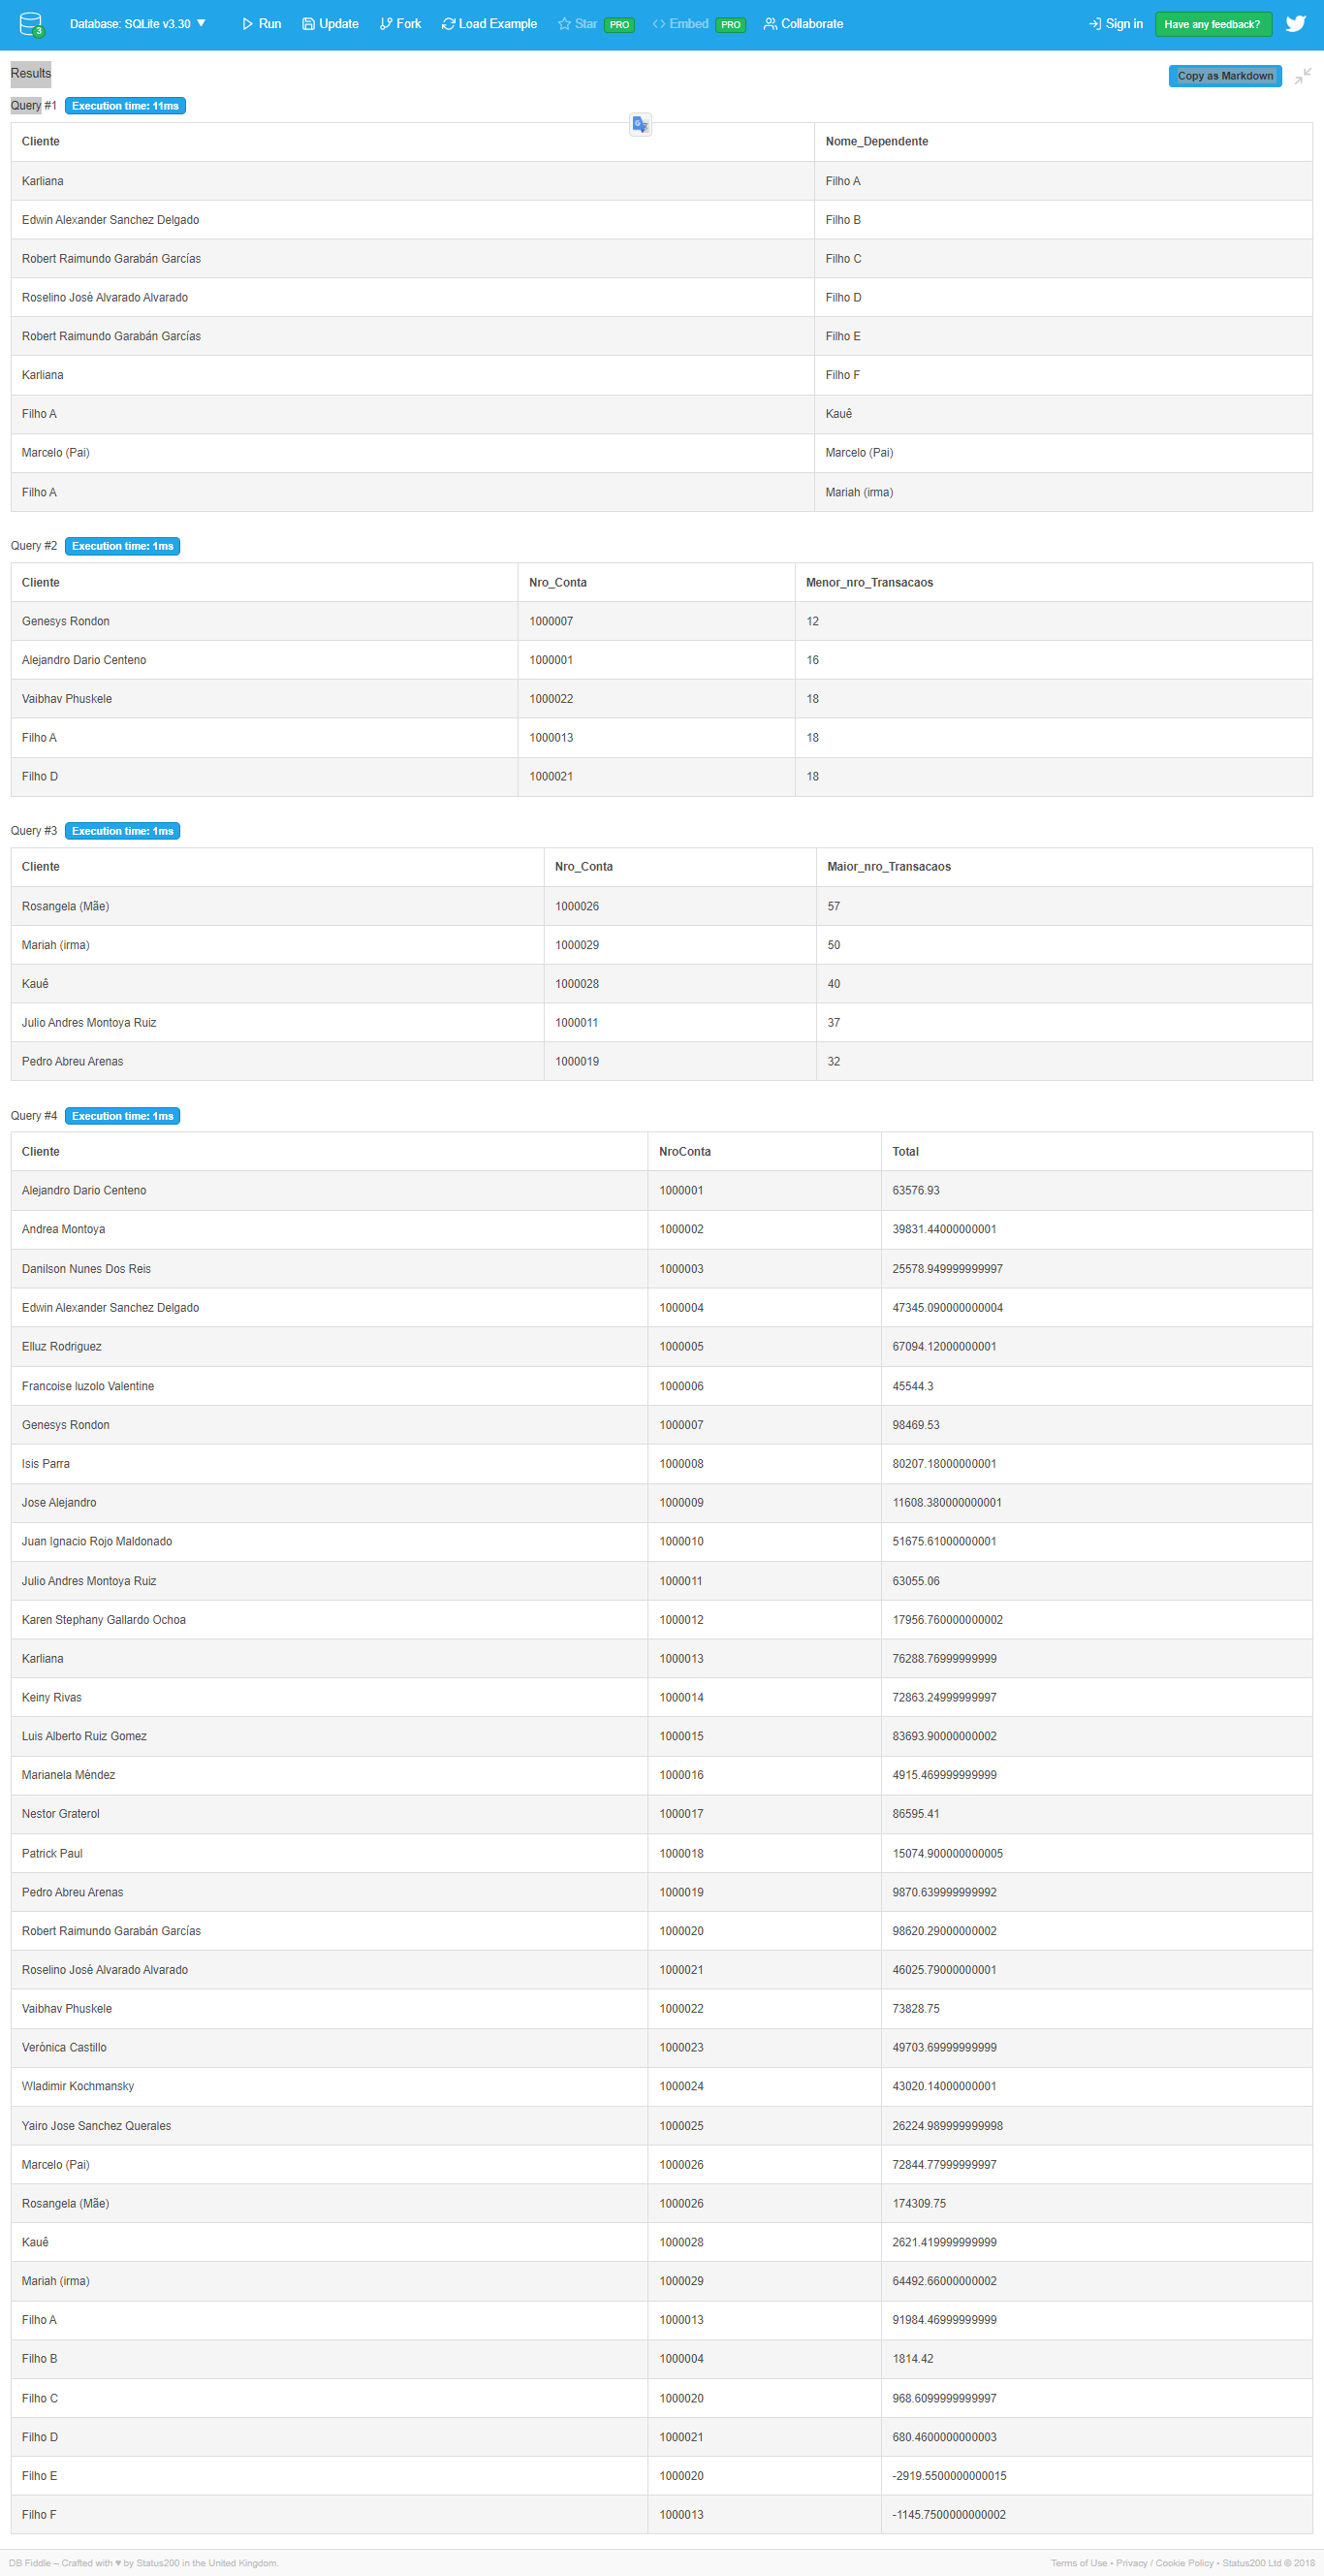 3 Database: SQLite v3.30 ▼ Run Update Fork Load Example Star PRO Embed PRO Collaborate Sign in Have any feedback?
Results Copy as Markdown
Query #1 Execution time: 11ms
Cliente Nome_Dependente
Karliana Filho A
Edwin Alexander Sanchez Delgado Filho B
Robert Raimundo Garabán Garcías Filho C
Roselino José Alvarado Alvarado Filho D
Robert Raimundo Garabán Garcías Filho E
Karliana Filho F
Filho A Kauê
Marcelo (Pai) Marcelo (Pai)
Filho A Mariah (irma)
Query #2 Execution time: 1ms
Cliente Nro_Conta Menor_nro_Transacaos
Genesys Rondon 1000007 12
Alejandro Dario Centeno 1000001 16
Vaibhav Phuskele 1000022 18
Filho A 1000013 18
Filho D 1000021 18
Query #3 Execution time: 1ms
Cliente Nro_Conta Maior_nro_Transacaos
Rosangela (Mãe) 1000026 57
Mariah (irma) 1000029 50
Kauê 1000028 40
Julio Andres Montoya Ruiz 1000011 37
Pedro Abreu Arenas 1000019 32
Query #4 Execution time: 1ms
Cliente NroConta Total
Alejandro Dario Centeno 1000001 63576.93
Andrea Montoya 1000002 39831.44000000001
Danilson Nunes Dos Reis 1000003 25578.949999999997
Edwin Alexander Sanchez Delgado 1000004 47345.090000000004
Elluz Rodriguez 1000005 67094.12000000001
Francoise Iuzolo Valentine 1000006 45544.3
Genesys Rondon 1000007 98469.53
Isis Parra 1000008 80207.18000000001
Jose Alejandro 1000009 11608.380000000001
Juan Ignacio Rojo Maldonado 1000010 51675.61000000001
Julio Andres Montoya Ruiz 1000011 63055.06
Karen Stephany Gallardo Ochoa 1000012 17956.760000000002
Karliana 1000013 76288.76999999999
Keiny Rivas 1000014 72863.24999999997
Luis Alberto Ruiz Gomez 1000015 83693.90000000002
Marianela Méndez 1000016 4915.469999999999
Nestor Graterol 1000017 86595.41
Patrick Paul 1000018 15074.900000000005
Pedro Abreu Arenas 1000019 9870.639999999992
Robert Raimundo Garabán Garcías 1000020 98620.29000000002
Roselino José Alvarado Alvarado 1000021 46025.79000000001
Vaibhav Phuskele 1000022 73828.75
Verónica Castillo 1000023 49703.69999999999
Wladimir Kochmansky 1000024 43020.14000000001
Yairo Jose Sanchez Querales 1000025 26224.989999999998
Marcelo (Pai) 1000026 72844.77999999997
Rosangela (Mãe) 1000026 174309.75
Kauê 1000028 2621.419999999999
Mariah (irma) 1000029 64492.66000000002
Filho A 1000013 91984.46999999999
Filho B 1000004 1814.42
Filho C 1000020 968.6099999999997
Filho D 1000021 680.4600000000003
Filho E 1000020 -2919.5500000000015
Filho F 1000013 -1145.7500000000002
DB Fiddle – Crafted with ♥ by Status200 in the United Kingdom. Terms of Use • Privacy / Cookie Policy • Status200 Ltd © 2018